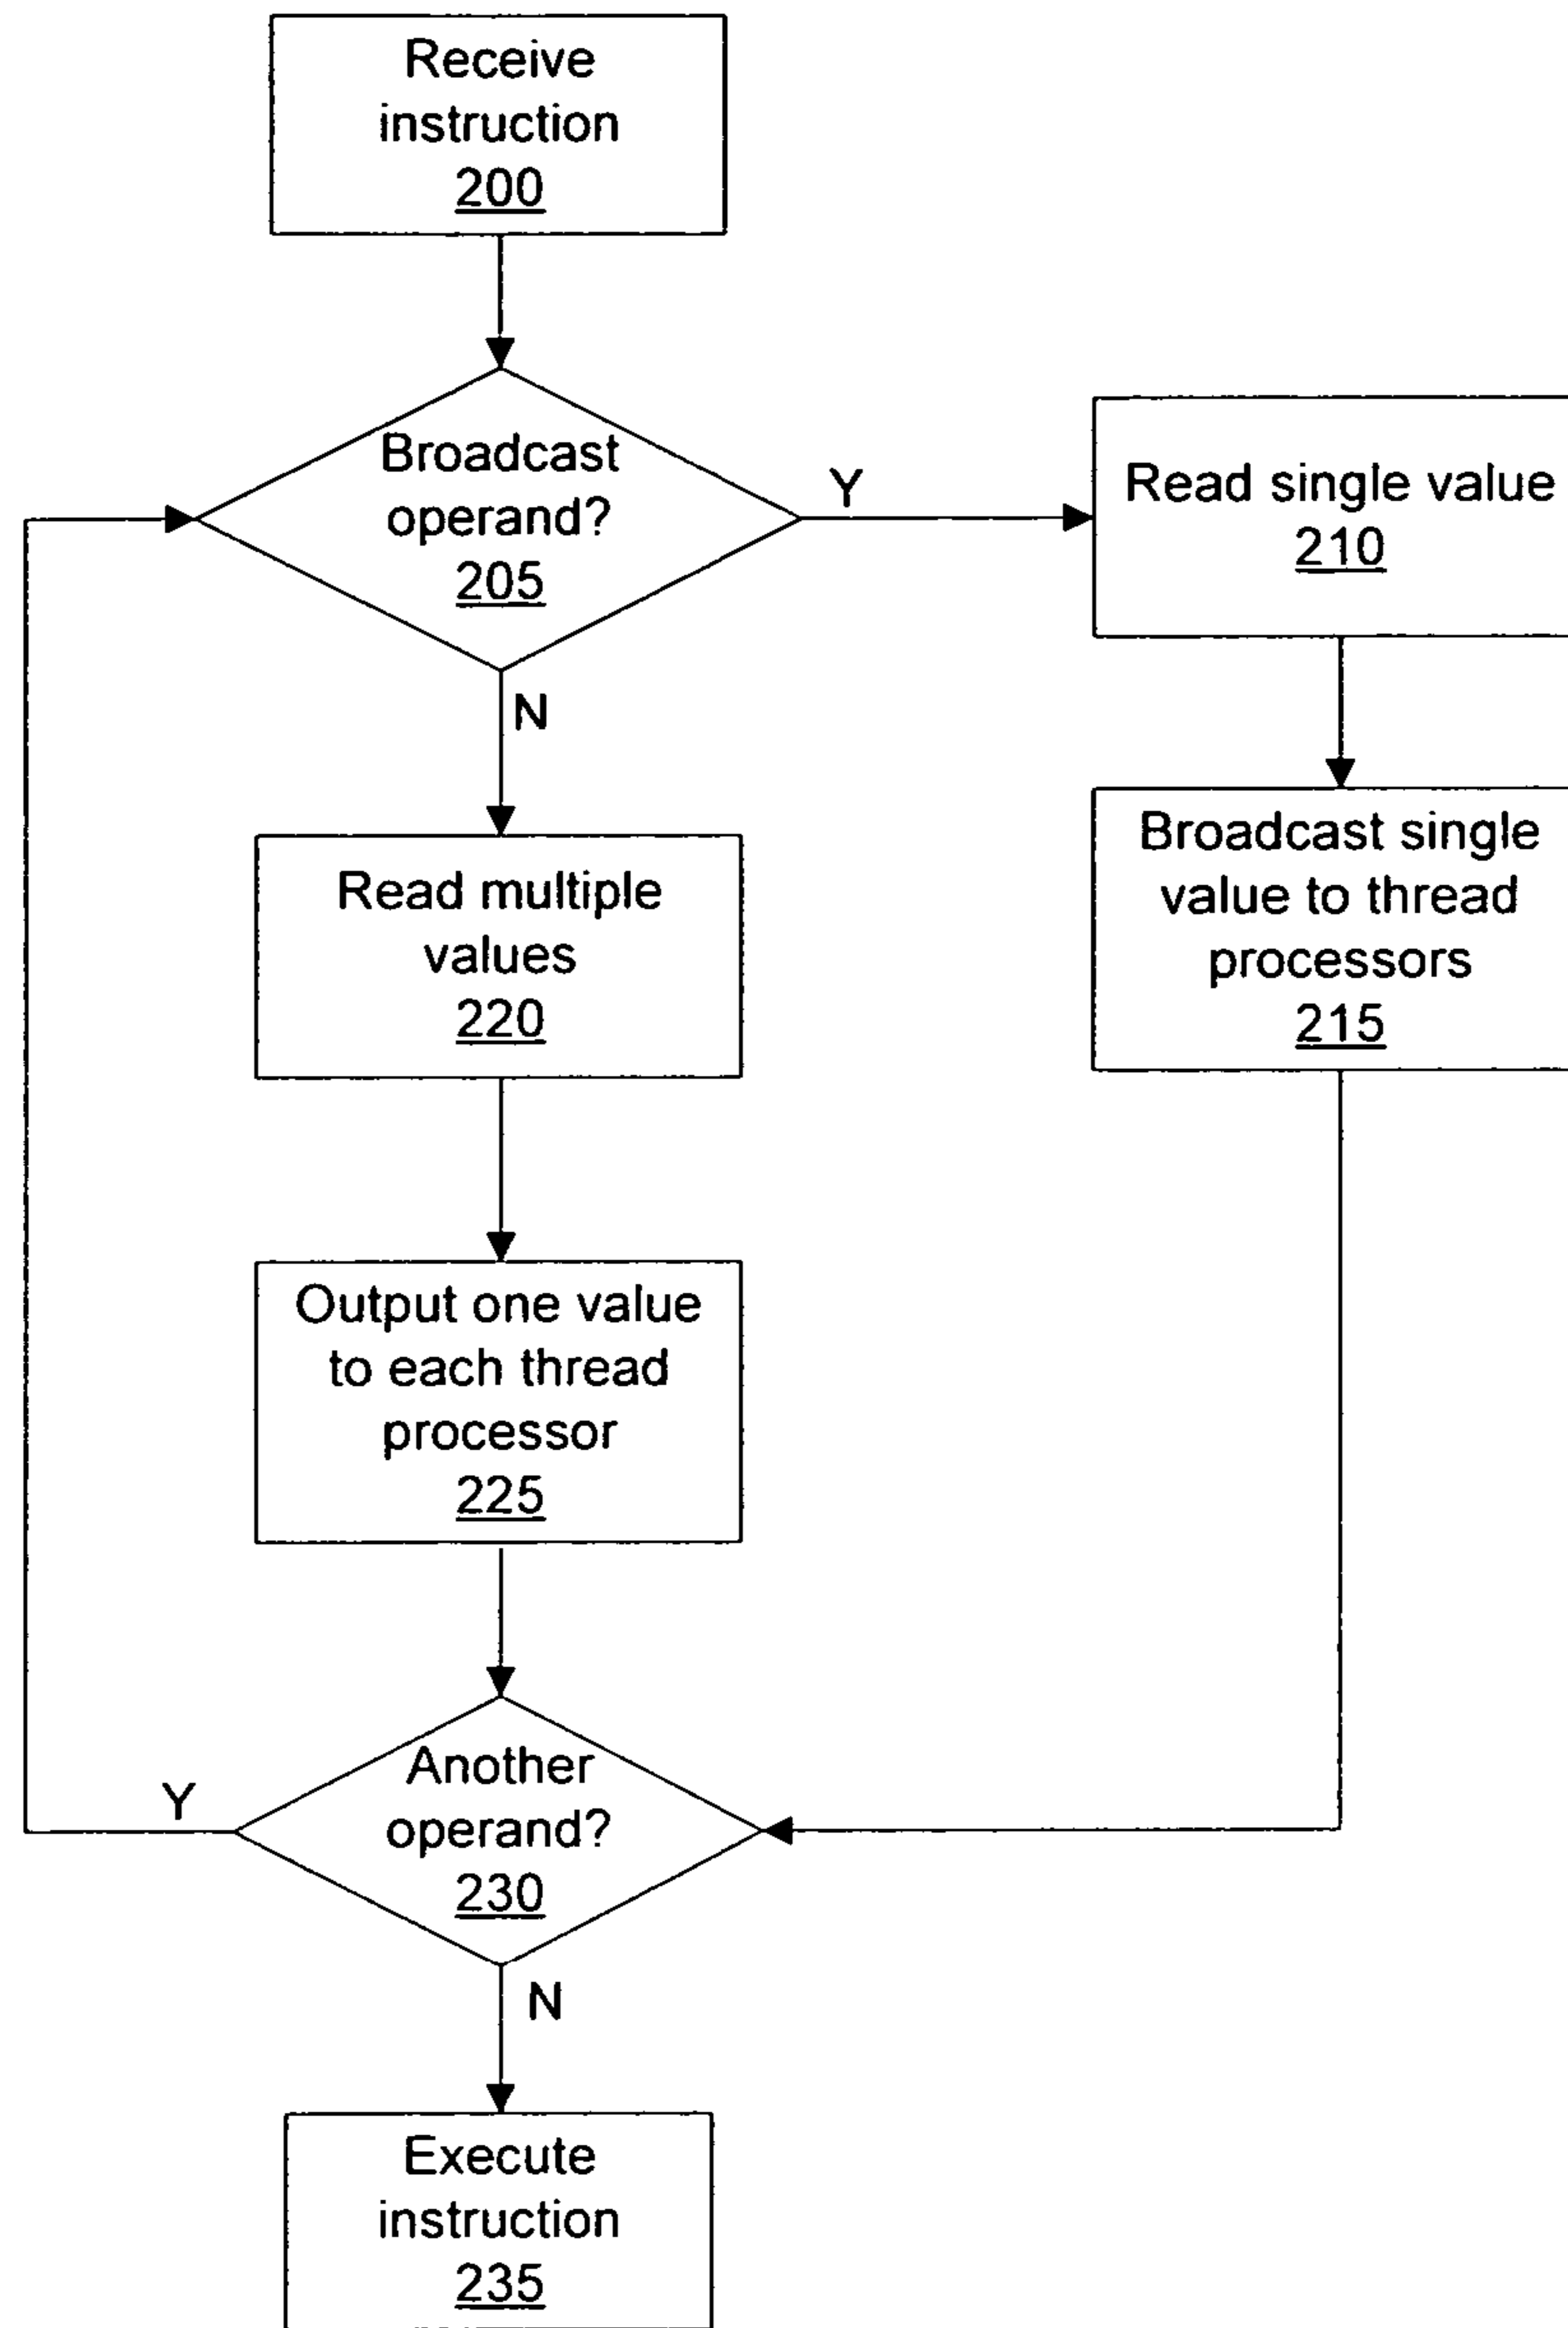 Receive
instruction
200
Broadcast
operand?
205
Y
Read single value
210
N
Broadcast single
value to thread
processors
215
Read multiple
values
220
Output one value
to each thread
processor
225
Another
operand?
230
Y
N
Execute
instruction
235